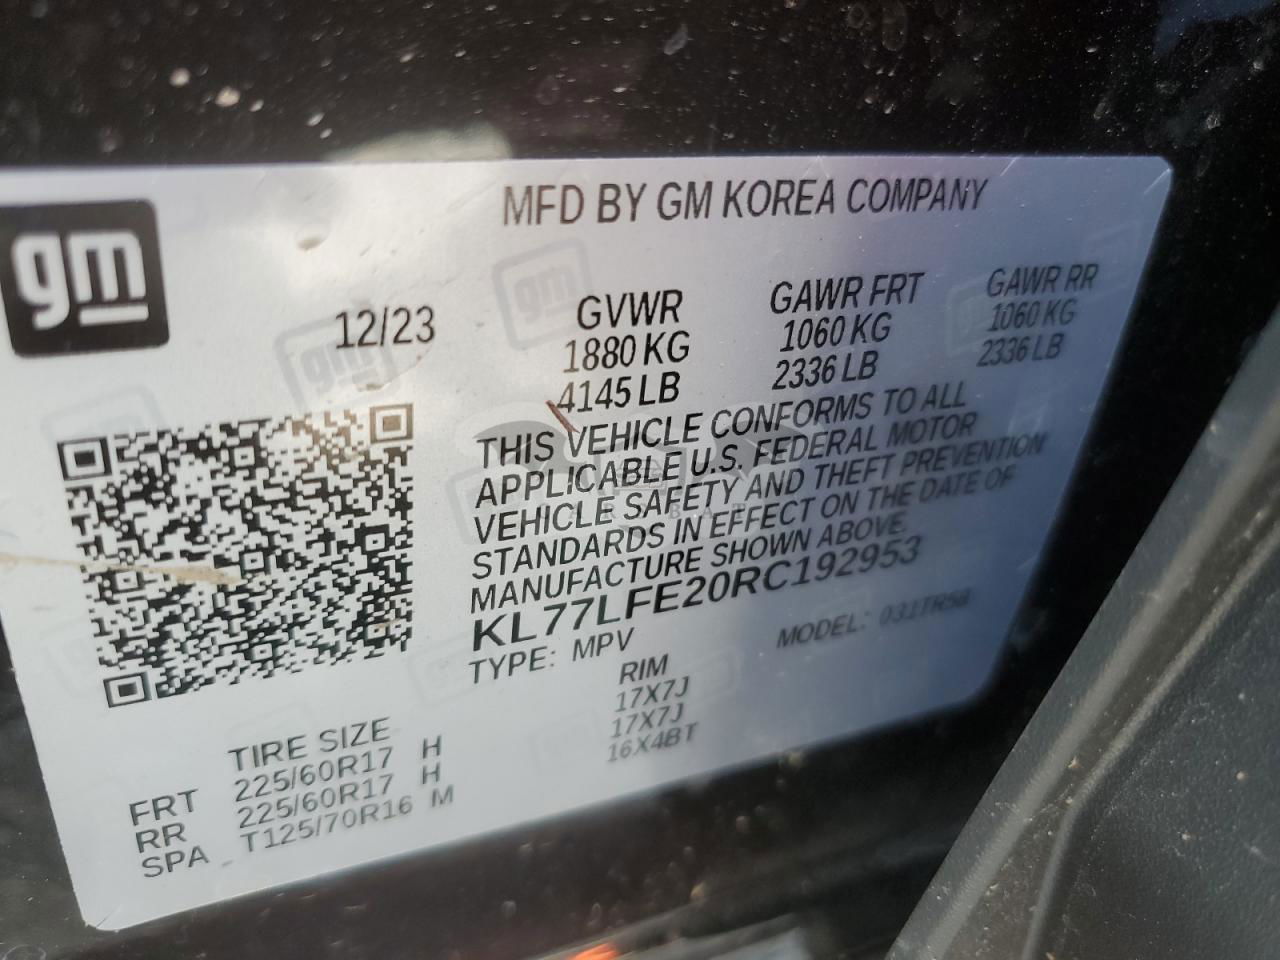 gm
MFD BY GM KOREA COMPANY
12/23
GVWR GAWR FRT GAWR RR
1880 KG 1060 KG 1060 KG
4145 LB 2336 LB 2336 LB
THIS VEHICLE CONFORMS TO ALL
APPLICABLE U.S. FEDERAL MOTOR
VEHICLE SAFETY AND THEFT PREVENTION
STANDARDS IN EFFECT ON THE DATE OF
MANUFACTURE SHOWN ABOVE.
KL77LFE20RC192953
TYPE: MPV MODEL: 031TR58
TIRE SIZE RIM
FRT 225/60R17 H 17X7J
RR 225/60R17 H 17X7J
SPA T125/70R16 M 16X4BT